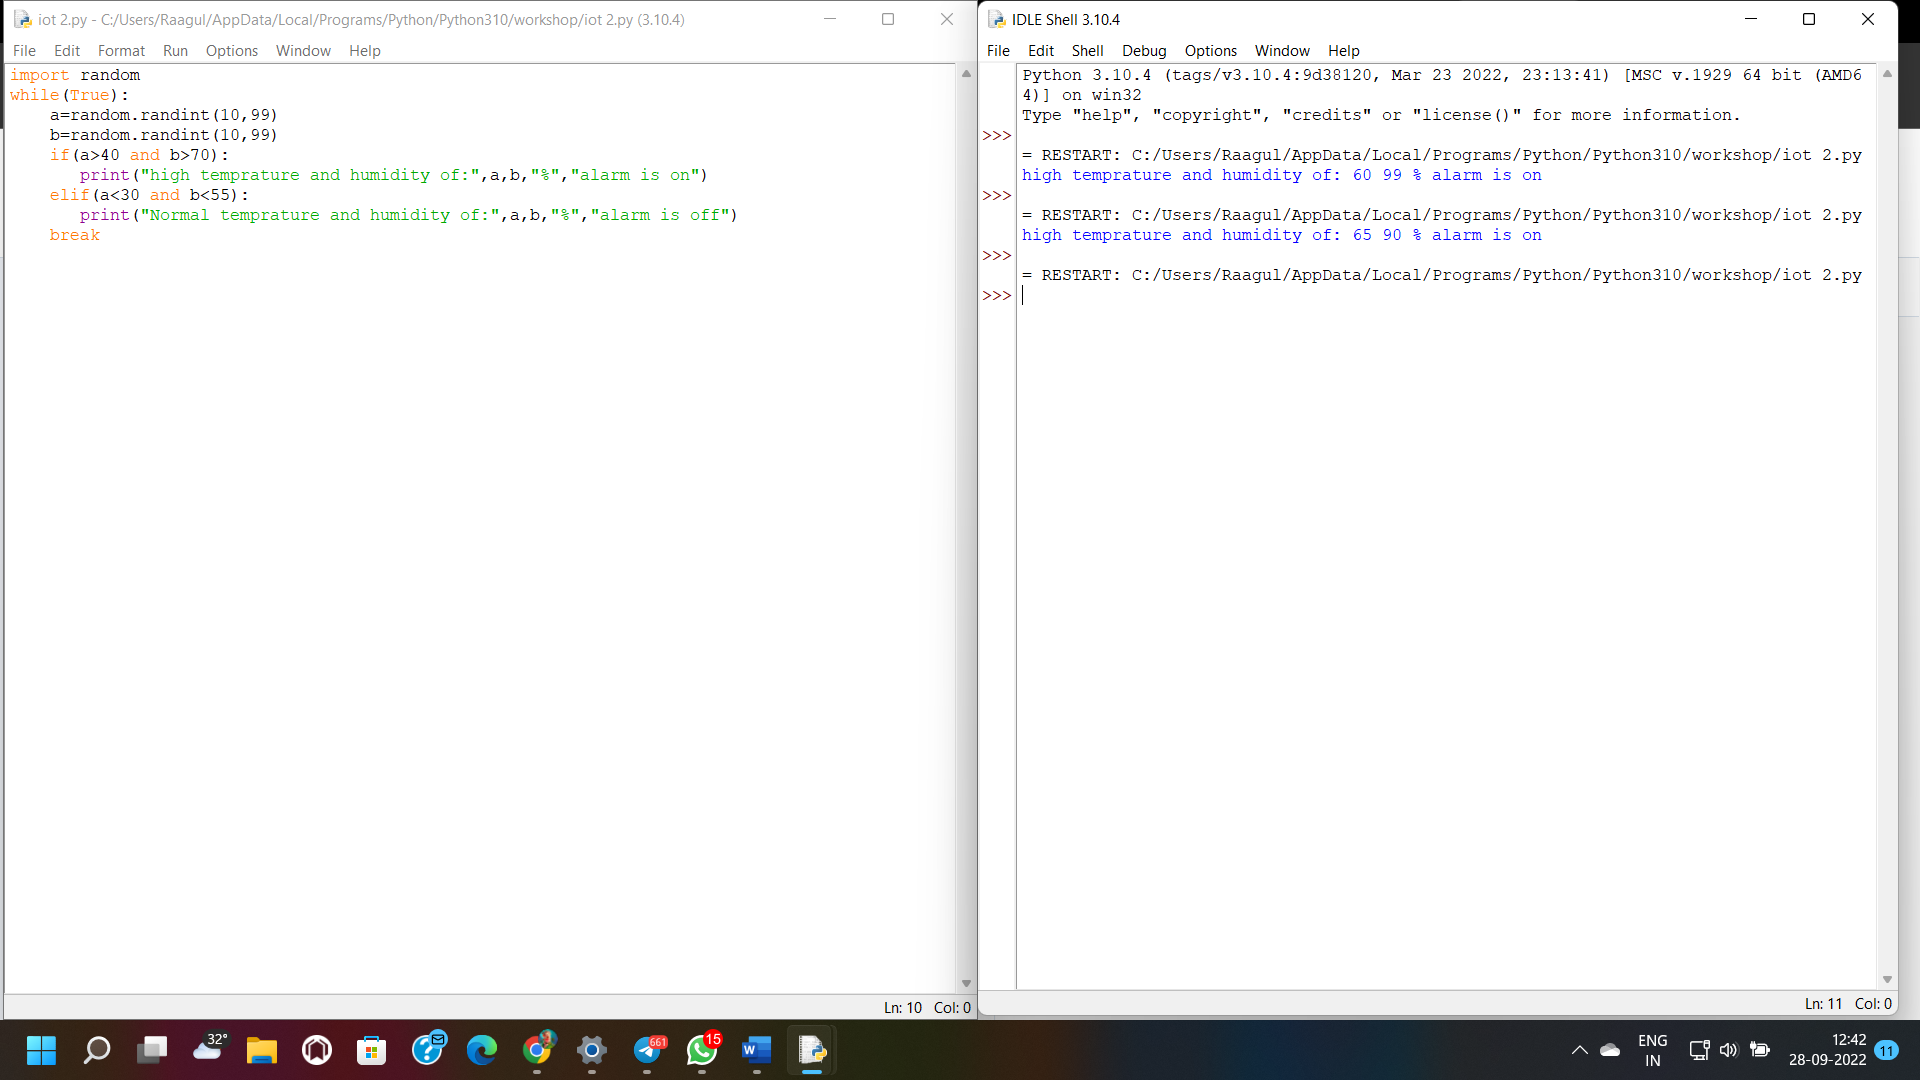 iot 2.py - C:/Users/Raagul/AppData/Local/Programs/Python/Python310/workshop/iot 2.py (3.10.4)
File Edit Format Run Options Window Help
import random
while(True):
    a=random.randint(10,99)
    b=random.randint(10,99)
    if(a>40 and b>70):
       print("high temprature and humidity of:",a,b,"%","alarm is on")
    elif(a<30 and b<55):
       print("Normal temprature and humidity of:",a,b,"%","alarm is off")
    break
Ln: 10 Col: 0
IDLE Shell 3.10.4
File Edit Shell Debug Options Window Help
Python 3.10.4 (tags/v3.10.4:9d38120, Mar 23 2022, 23:13:41) [MSC v.1929 64 bit (AMD6
4)] on win32
Type "help", "copyright", "credits" or "license()" for more information.
>>>
= RESTART: C:/Users/Raagul/AppData/Local/Programs/Python/Python310/workshop/iot 2.py
high temprature and humidity of: 60 99 % alarm is on
>>>
= RESTART: C:/Users/Raagul/AppData/Local/Programs/Python/Python310/workshop/iot 2.py
high temprature and humidity of: 65 90 % alarm is on
>>>
= RESTART: C:/Users/Raagul/AppData/Local/Programs/Python/Python310/workshop/iot 2.py
>>>
Ln: 11 Col: 0
32°
661
15
W
ENG
IN
12:42
28-09-2022
11